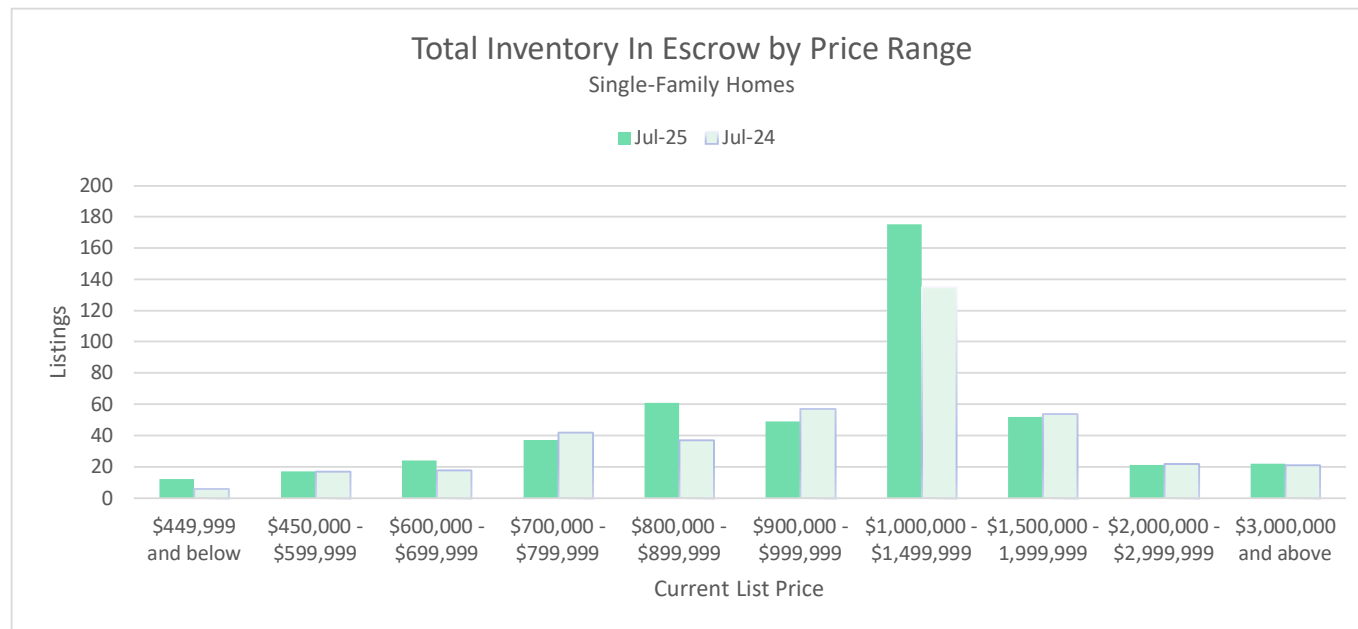 Total Inventory In Escrow by Price Range
Single-Family Homes
Jul-25 Jul-24
200
180
160
140
120
100
80
60
40
20
0
Listings
$449,999 and below
$450,000 - $599,999
$600,000 - $699,999
$700,000 - $799,999
$800,000 - $899,999
$900,000 - $999,999
$1,000,000 - $1,499,999
$1,500,000 - 1,999,999
$2,000,000 - $2,999,999
$3,000,000 and above
Current List Price